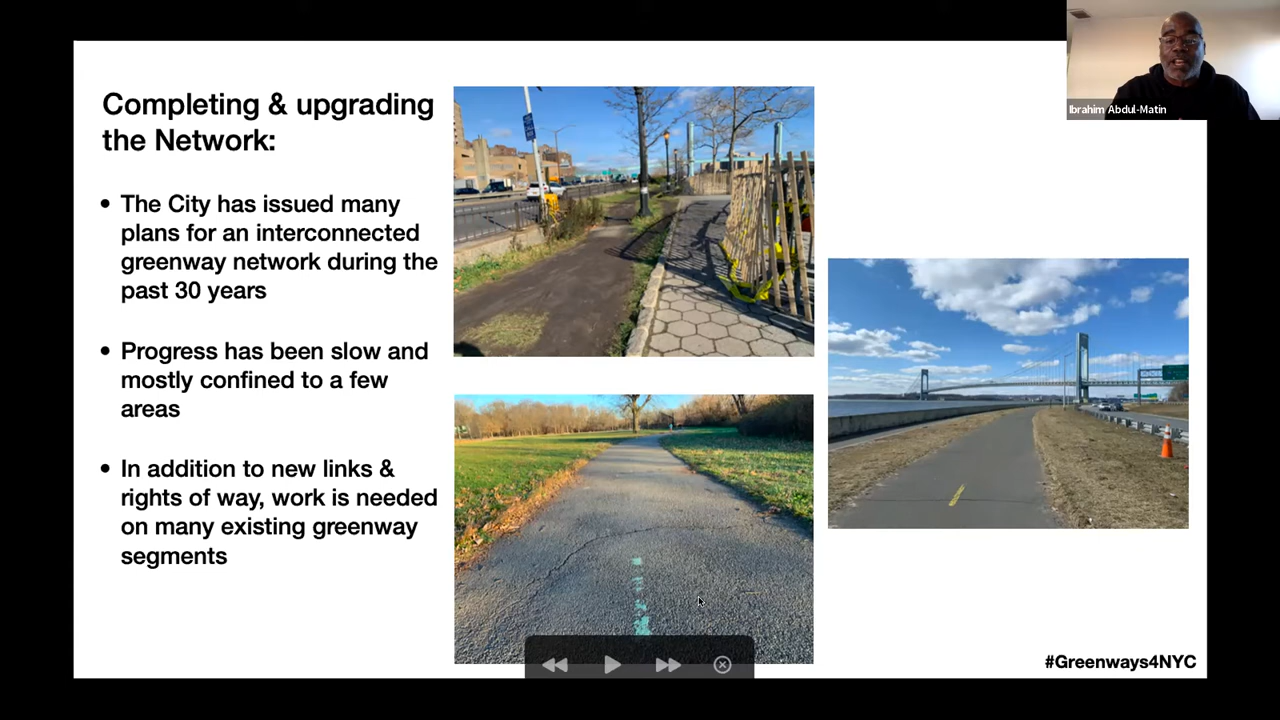 Ibrahim Abdul-Matin
Completing & upgrading
the Network:
• The City has issued many
plans for an interconnected
greenway network during the
past 30 years
• Progress has been slow and
mostly confined to a few
areas
• In addition to new links &
rights of way, work is needed
on many existing greenway
segments
#Greenways4NYC